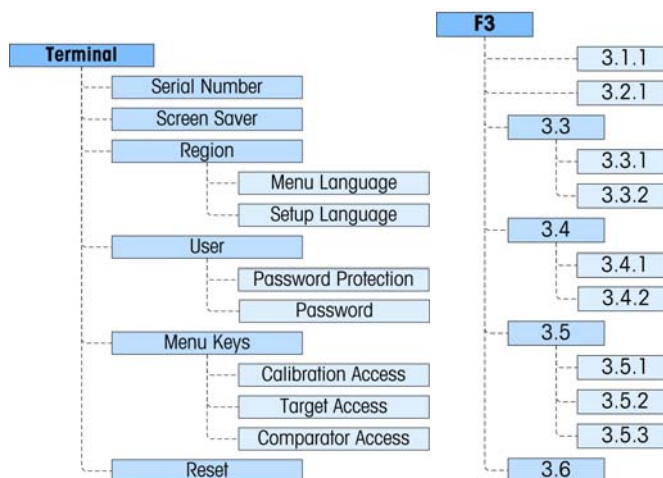 Terminal
Serial Number
Screen Saver
Region
Menu Language
Setup Language
User
Password Protection
Password
Menu Keys
Calibration Access
Target Access
Comparator Access
Reset
F3
3.1.1
3.2.1
3.3
3.3.1
3.3.2
3.4
3.4.1
3.4.2
3.5
3.5.1
3.5.2
3.5.3
3.6